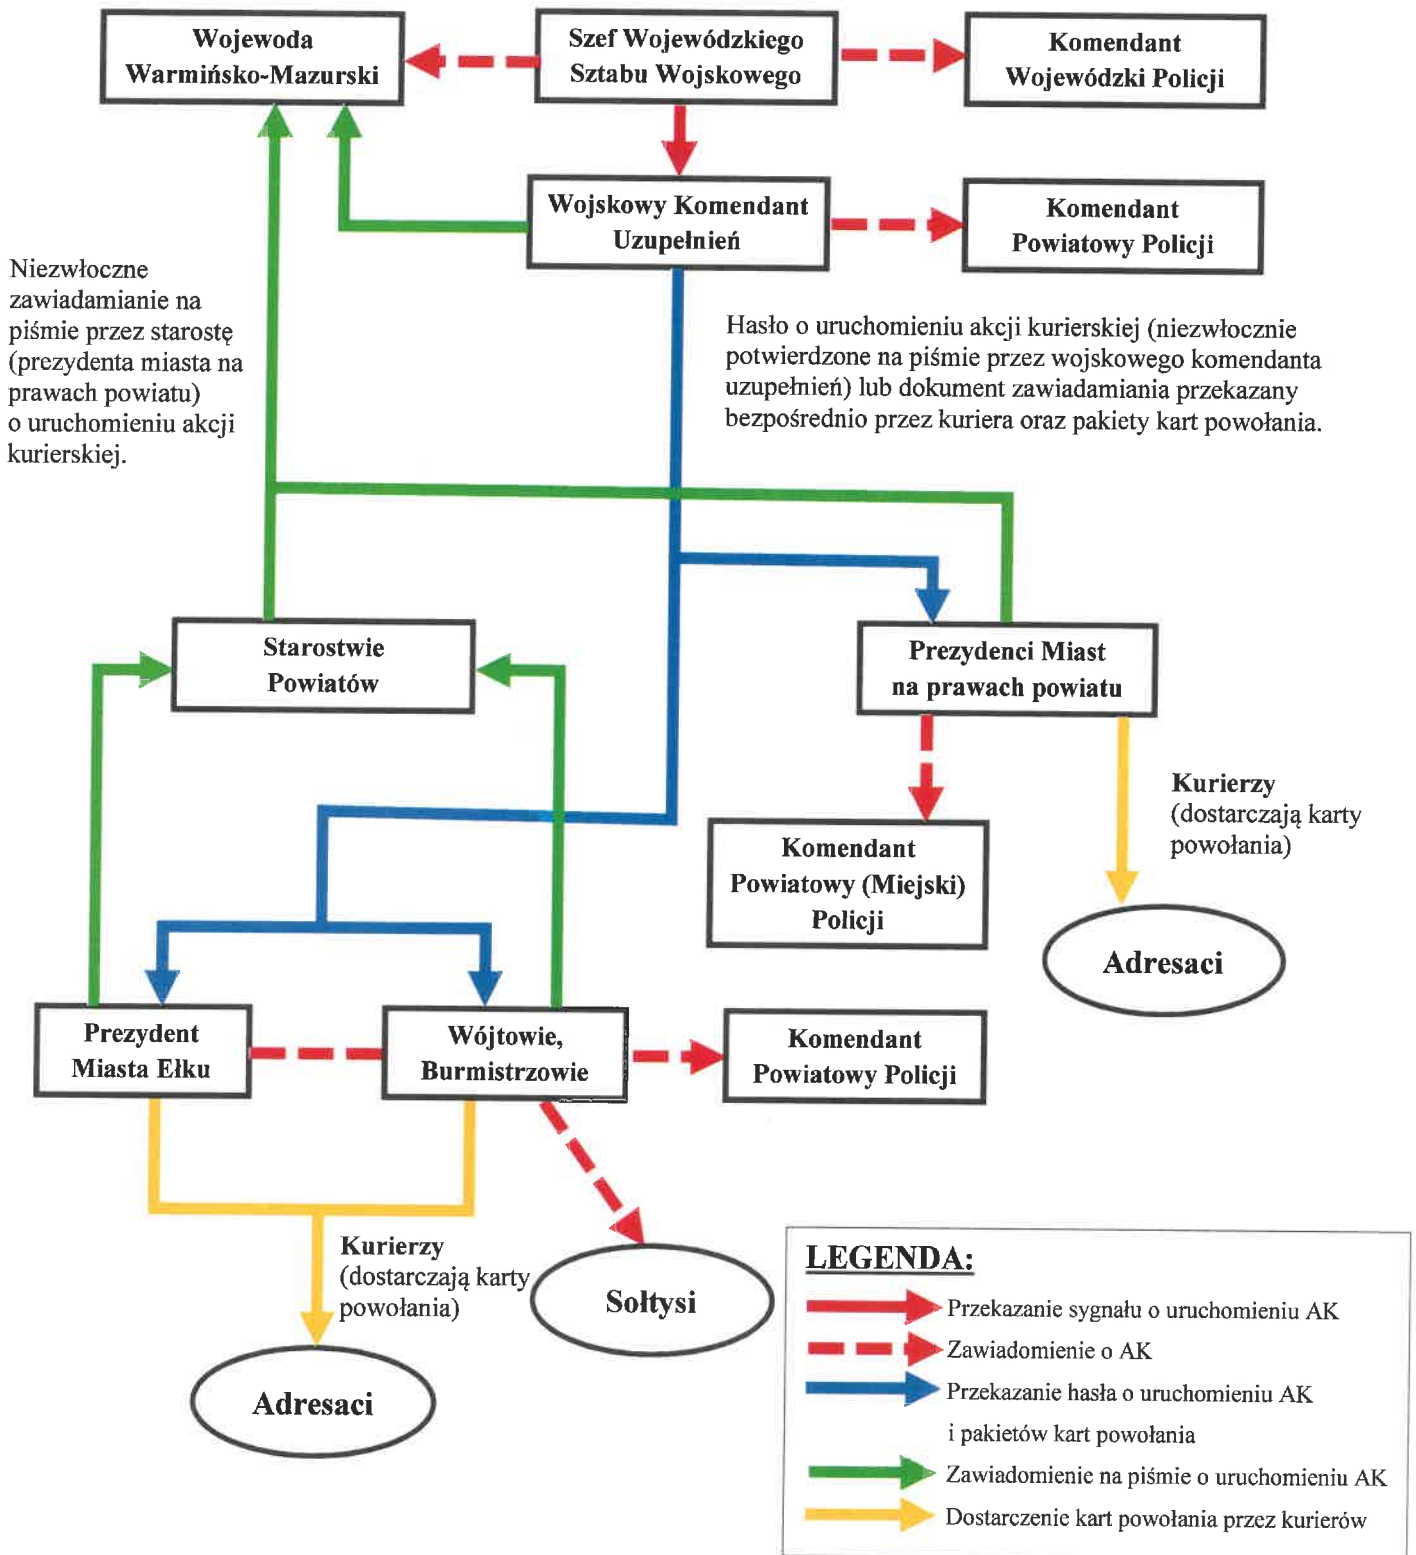 Wojewoda
Warmińsko-Mazurski
Szef Wojewódzkiego
Sztabu Wojskowego
Komendant
Wojewódzki Policji
Wojskowy Komendant
Uzupełnień
Komendant
Powiatowy Policji
Niezwłoczne
zawiadamianie na
piśmie przez starostę
(prezydenta miasta na
prawach powiatu)
o uruchomieniu akcji
kurierskiej.
Hasło o uruchomieniu akcji kurierskiej (niezwłocznie
potwierdzone na piśmie przez wojskowego komendanta
uzupełnień) lub dokument zawiadamiania przekazany
bezpośrednio przez kuriera oraz pakiety kart powołania.
Starostwie
Powiatów
Prezydenci Miast
na prawach powiatu
Kurierzy
(dostarczają karty
powołania)
Komendant
Powiatowy (Miejski)
Policji
Adresaci
Prezydent
Miasta Ełku
Wójtowie,
Burmistrzowie
Komendant
Powiatowy Policji
Kurierzy
(dostarczają karty
powołania)
Sołtysi
Adresaci
LEGENDA:
Przekazanie sygnału o uruchomieniu AK
Zawiadomienie o AK
Przekazanie hasła o uruchomieniu AK
i pakietów kart powołania
Zawiadomienie na piśmie o uruchomieniu AK
Dostarczenie kart powołania przez kurierów